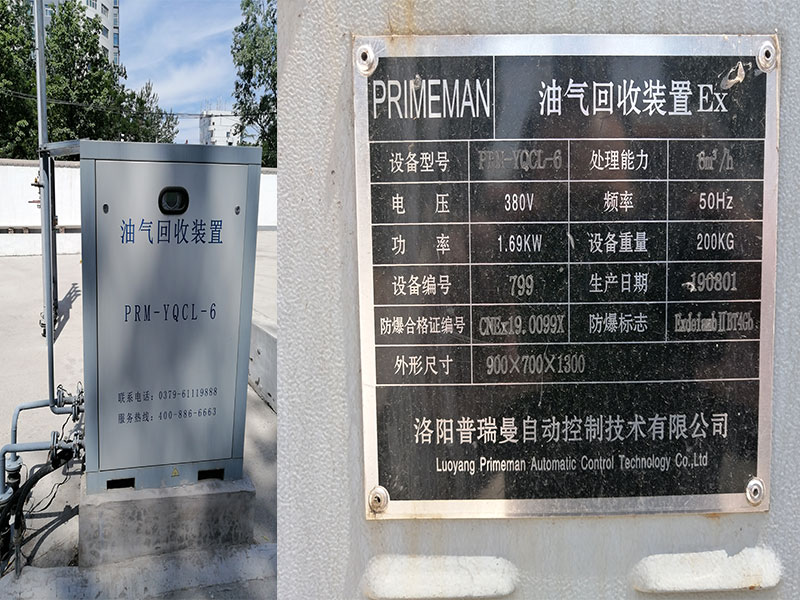 油气回收装置
PRM-YQCL-6
联系电话：0379-61119888
服务热线：400-886-6663
PRIMEMAN 油气回收装置Ex
设备型号 PRM-YQCL-6 处理能力 6m³/h
电 压 380V 频率 50Hz
功 率 1.69KW 设备重量 200KG
设备编号 799 生产日期 190801
防爆合格证编号 CNEx19.0099X 防爆标志
外形尺寸 900×700×1300
洛阳普瑞曼自动控制技术有限公司
Luoyang Primeman Automatic Control Technology Co.,Ltd